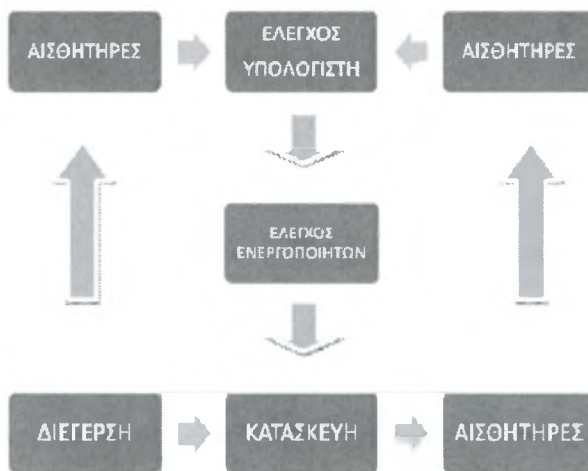 ΑΙΣΘΗΤΗΡΕΣ
ΕΛΕΓΧΟΣ
ΥΠΟΛΟΓΙΣΤΗ
ΑΙΣΘΗΤΗΡΕΣ
ΕΛΕΓΧΟΣ
ΕΝΕΡΓΟΠΟΙΗΤΩΝ
ΔΙΕΓΕΡΣΗ
ΚΑΤΑΣΚΕΥΗ
ΑΙΣΘΗΤΗΡΕΣ